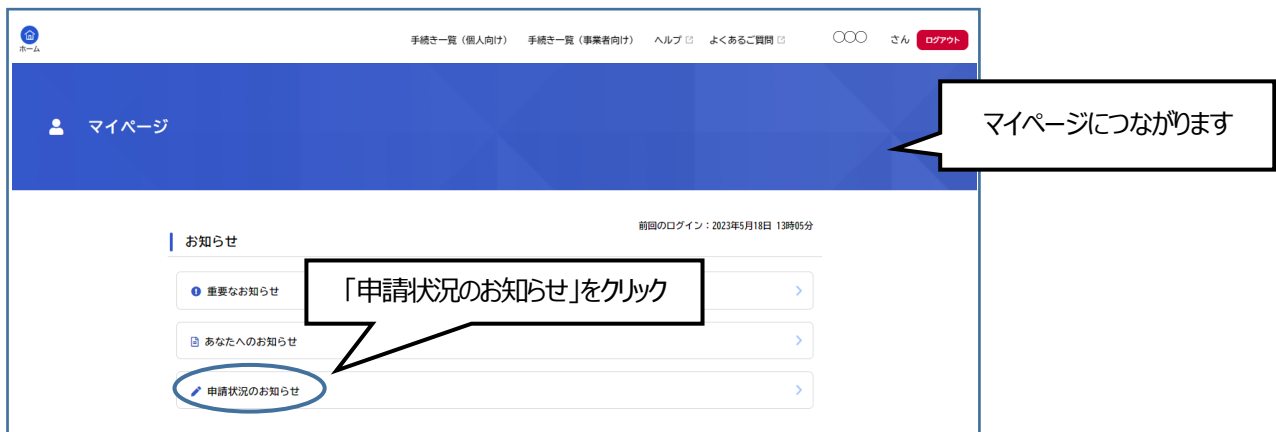 ホーム
手続き一覧（個人向け） 手続き一覧（事業者向け） ヘルプ よくあるご質問 〇〇〇 さん ログアウト
マイページ
マイページにつながります
前回のログイン：2023年5月18日 13時05分
お知らせ
重要なお知らせ
「申請状況のお知らせ」をクリック
あなたへのお知らせ
申請状況のお知らせ